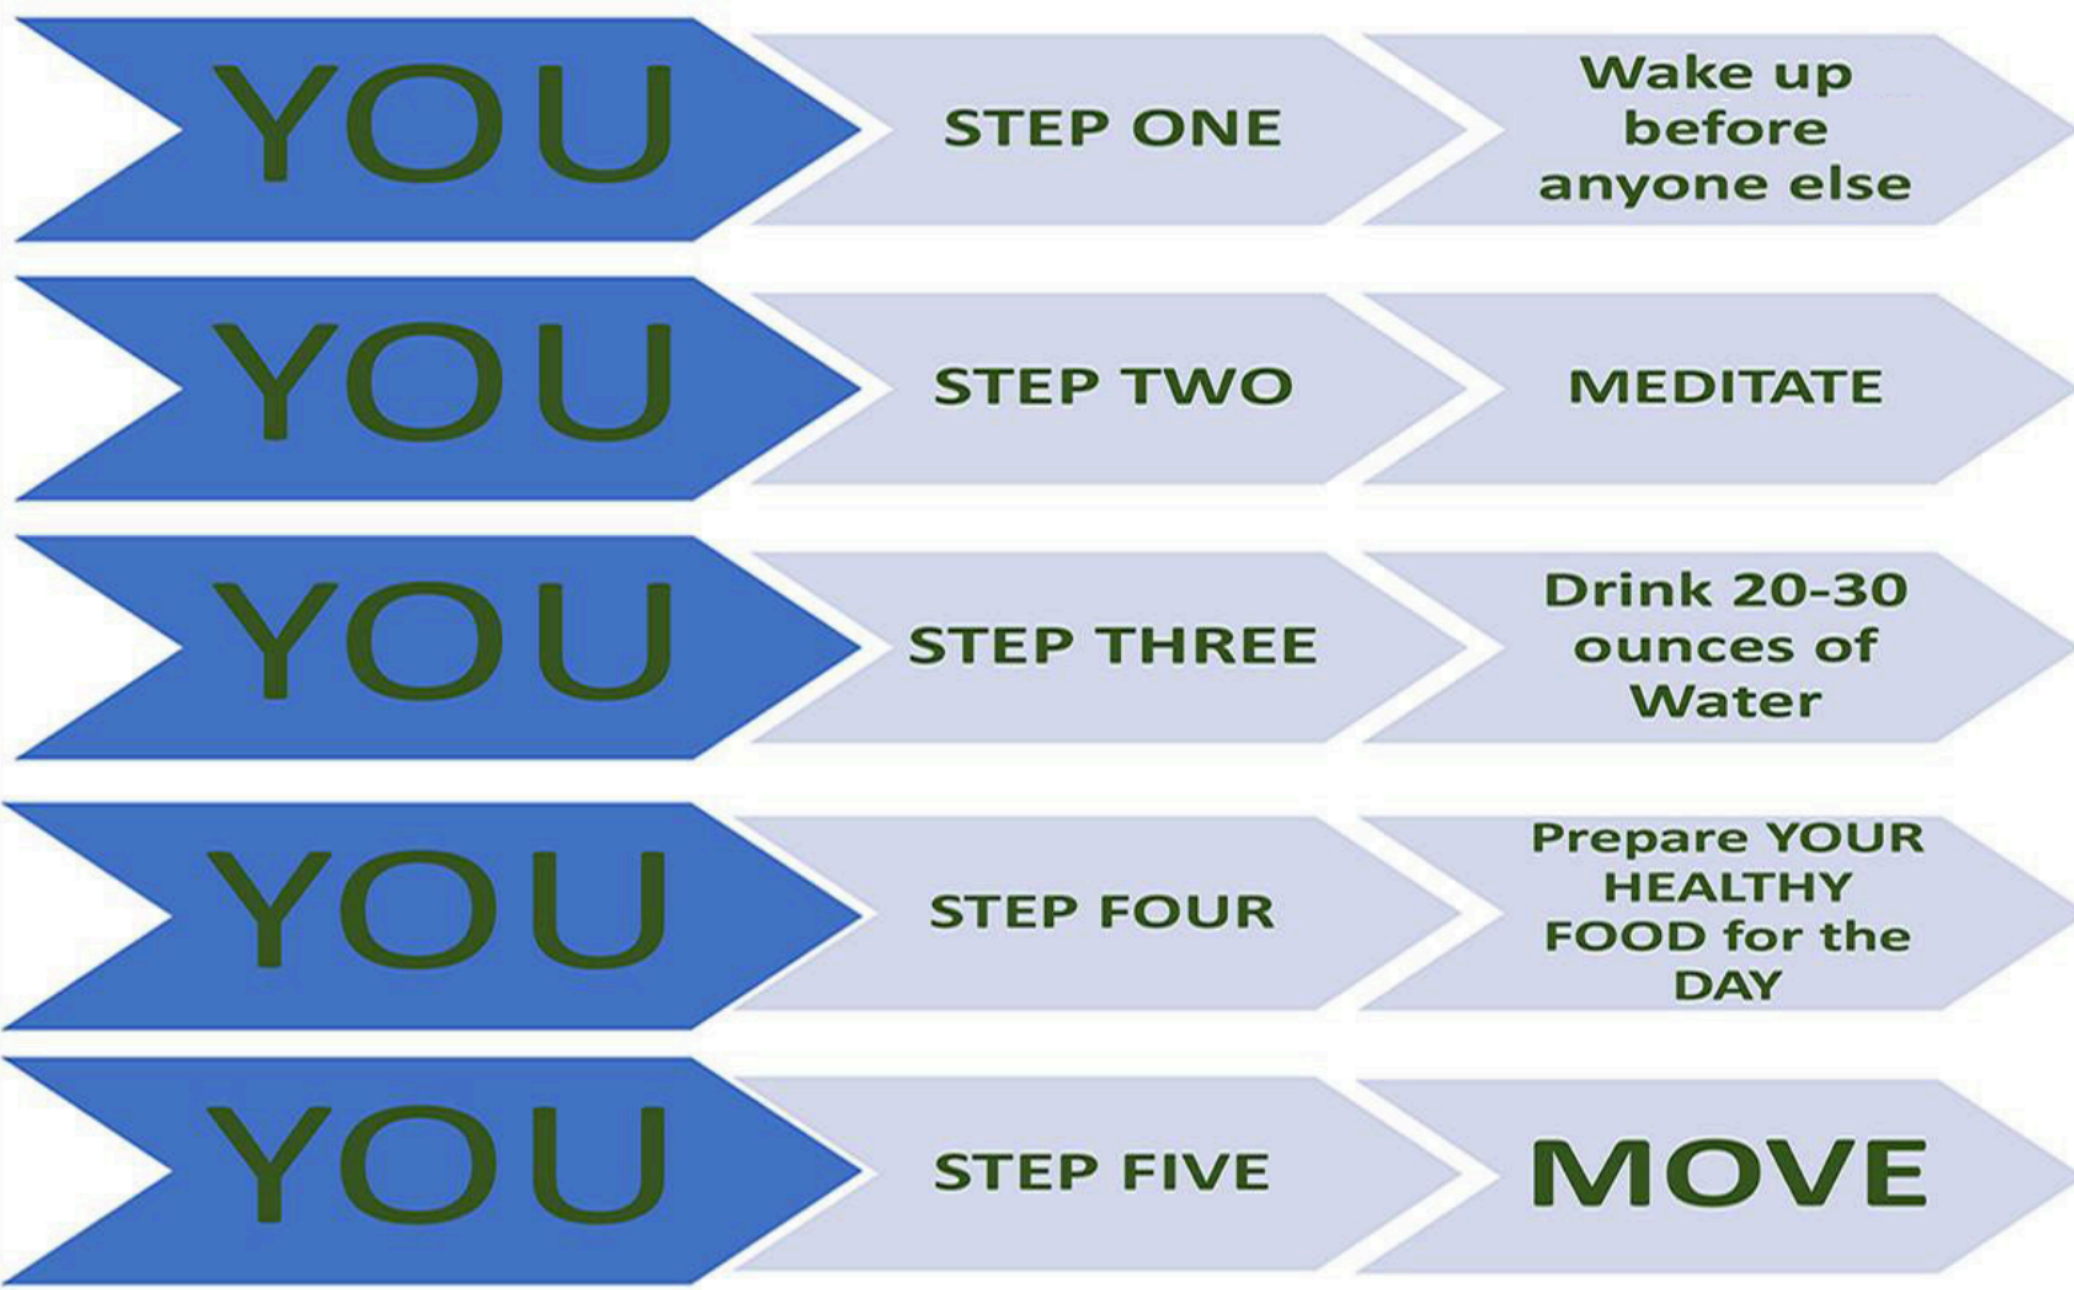 YOU
STEP ONE
Wake up
before
anyone else
YOU
STEP TWO
MEDITATE
YOU
STEP THREE
Drink 20-30
ounces of
Water
YOU
STEP FOUR
Prepare YOUR
HEALTHY
FOOD for the
DAY
YOU
STEP FIVE
MOVE